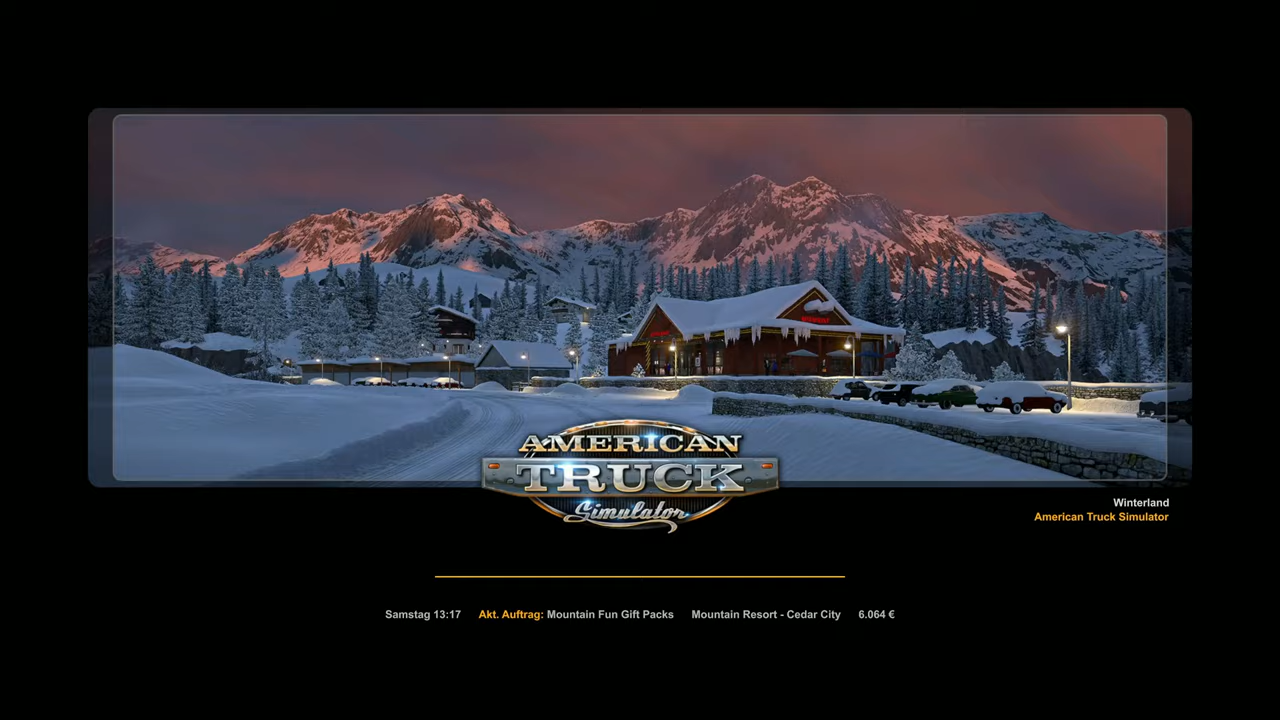 AMERICAN
TRUCK
Simulator
Winterland
American Truck Simulator
Samstag 13:17 Akt. Auftrag: Mountain Fun Gift Packs Mountain Resort - Cedar City 6.064 €